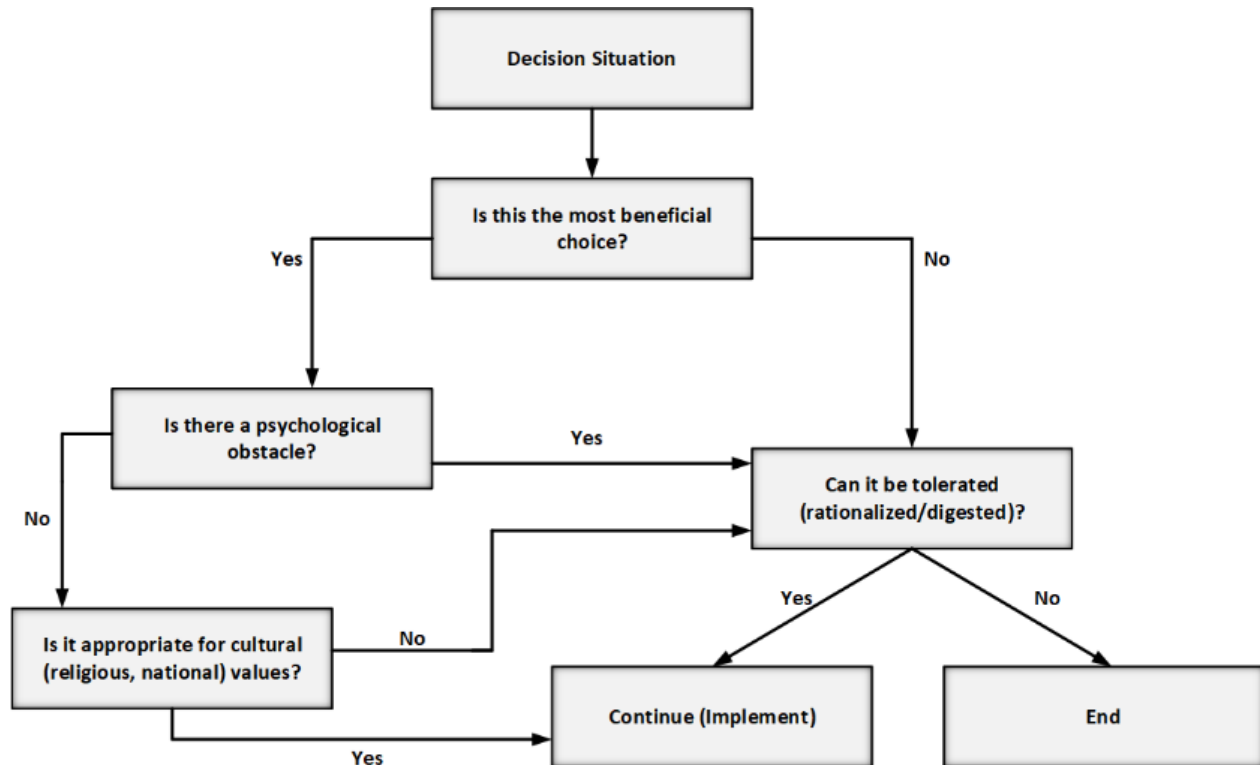 Decision Situation
Is this the most beneficial
choice?
Yes
No
Is there a psychological
obstacle?
Yes
Can it be tolerated
(rationalized/digested)?
No
Yes
No
Is it appropriate for cultural
(religious, national) values?
No
Continue (Implement)
End
Yes